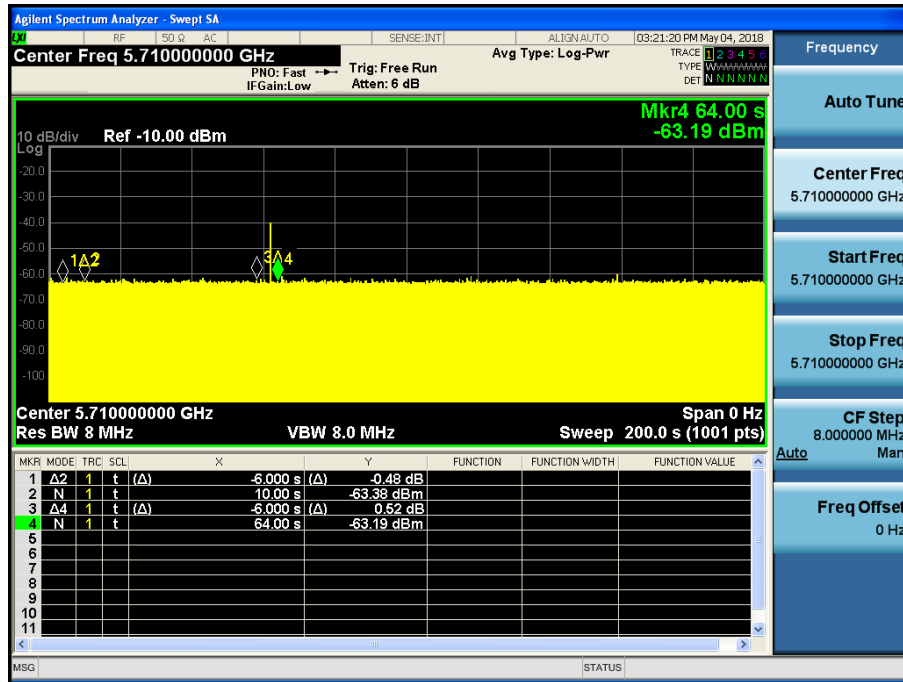 Agilent Spectrum Analyzer - Swept SA
LXI RF 50 Ω AC SENSE:INT ALIGN AUTO 03:21:20 PM May 04, 2018
Center Freq 5.710000000 GHz
PNO: Fast
IFGain:Low
Trig: Free Run
Atten: 6 dB
Avg Type: Log-Pwr
TRACE 1 2 3 4 5 6
TYPE WWWWWW
DET N N N N N N
Mkr4 64.00 s
-63.19 dBm
10 dB/div Ref -10.00 dBm
Log
-20.0
-30.0
-40.0
-50.0
-60.0
-70.0
-80.0
-90.0
-100
1Δ2
3Δ4
Center 5.710000000 GHz Span 0 Hz
Res BW 8 MHz VBW 8.0 MHz Sweep 200.0 s (1001 pts)
MKR MODE TRC SCL X Y FUNCTION FUNCTION WIDTH FUNCTION VALUE
1 Δ2 1 t (Δ) -6.000 s (Δ) -0.48 dB
2 N 1 t 10.00 s -63.38 dBm
3 Δ4 1 t (Δ) -6.000 s (Δ) 0.52 dB
4 N 1 t 64.00 s -63.19 dBm
5
6
7
8
9
10
11
MSG STATUS
Frequency
Auto Tune
Center Freq
5.710000000 GHz
Start Freq
5.710000000 GHz
Stop Freq
5.710000000 GHz
CF Step
8.000000 MHz
Auto Man
Freq Offset
0 Hz